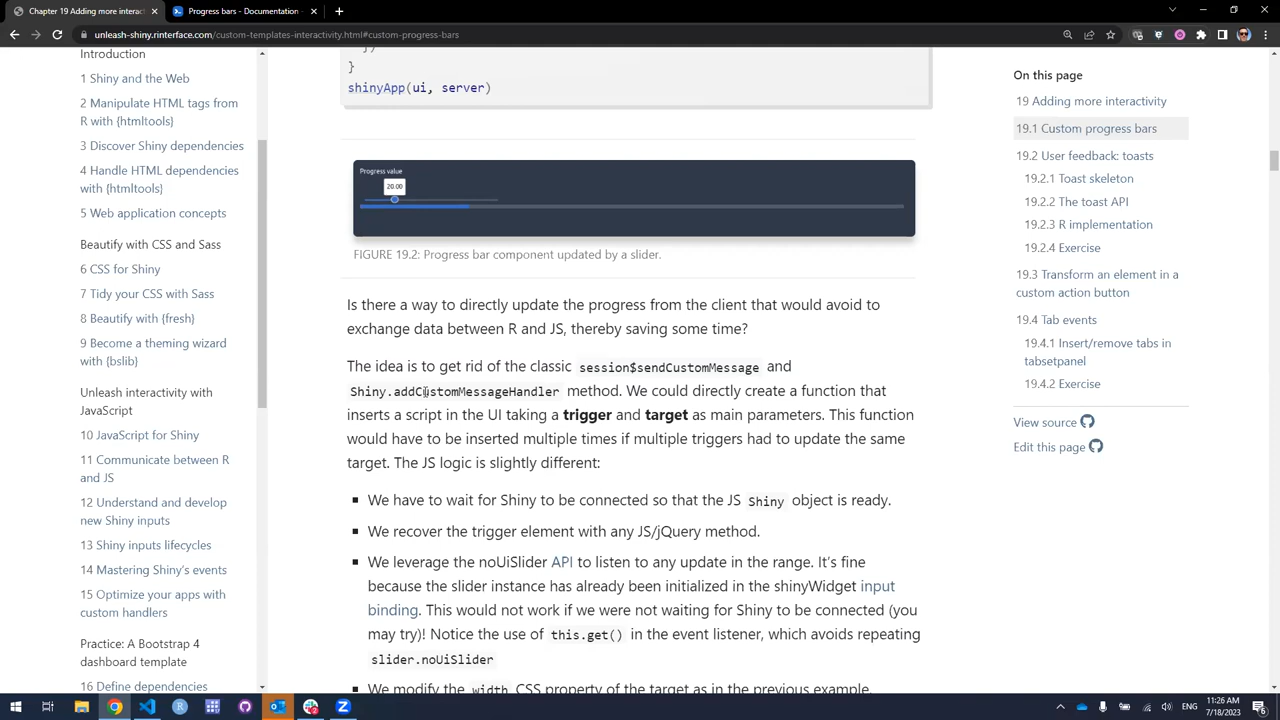 Chapter 19 Adding more interacti
Progress bars - Documentation -
unleash-shiny.interface.com/custom-templates-interactivity.html#custom-progress-bars
Introduction
1 Shiny and the Web
2 Manipulate HTML tags from
R with {htmltools}
3 Discover Shiny dependencies
4 Handle HTML dependencies
with {htmltools}
5 Web application concepts
Beautify with CSS and Sass
6 CSS for Shiny
7 Tidy your CSS with Sass
8 Beautify with {fresh}
9 Become a theming wizard
with {bslib}
Unleash interactivity with
JavaScript
10 JavaScript for Shiny
11 Communicate between R
and JS
12 Understand and develop
new Shiny inputs
13 Shiny inputs lifecycles
14 Mastering Shiny's events
15 Optimize your apps with
custom handlers
Practice: A Bootstrap 4
dashboard template
16 Define dependencies
})
}
shinyApp(ui, server)
Progress value
20.00
FIGURE 19.2: Progress bar component updated by a slider.
Is there a way to directly update the progress from the client that would avoid to
exchange data between R and JS, thereby saving some time?
The idea is to get rid of the classic session$sendCustomMessage and
Shiny.addCustomMessageHandler method. We could directly create a function that
inserts a script in the UI taking a trigger and target as main parameters. This function
would have to be inserted multiple times if multiple triggers had to update the same
target. The JS logic is slightly different:
We have to wait for Shiny to be connected so that the JS Shiny object is ready.
We recover the trigger element with any JS/jQuery method.
We leverage the noUiSlider API to listen to any update in the range. It's fine
because the slider instance has already been initialized in the shinyWidget input
binding. This would not work if we were not waiting for Shiny to be connected (you
may try)! Notice the use of this.get() in the event listener, which avoids repeating
slider.noUiSlider
We modify the width CSS property of the target as in the previous example.
On this page
19 Adding more interactivity
19.1 Custom progress bars
19.2 User feedback: toasts
19.2.1 Toast skeleton
19.2.2 The toast API
19.2.3 R implementation
19.2.4 Exercise
19.3 Transform an element in a
custom action button
19.4 Tab events
19.4.1 Insert/remove tabs in
tabsetpanel
19.4.2 Exercise
View source
Edit this page
ENG
11:26 AM
7/18/2023